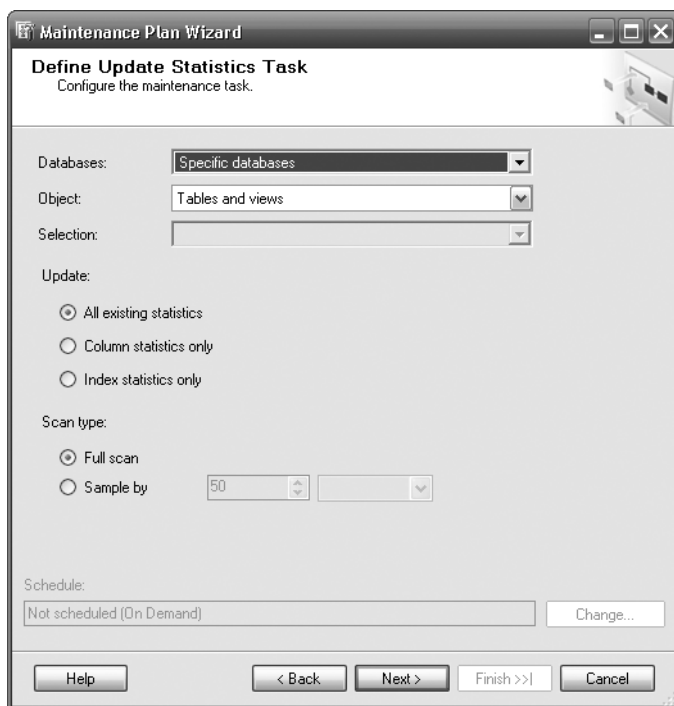 Maintenance Plan Wizard
Define Update Statistics Task
Configure the maintenance task.
Databases: Specific databases
Object: Tables and views
Selection:
Update:
All existing statistics
Column statistics only
Index statistics only
Scan type:
Full scan
Sample by 50
Schedule:
Not scheduled (On Demand) Change...
Help < Back Next > Finish >>| Cancel